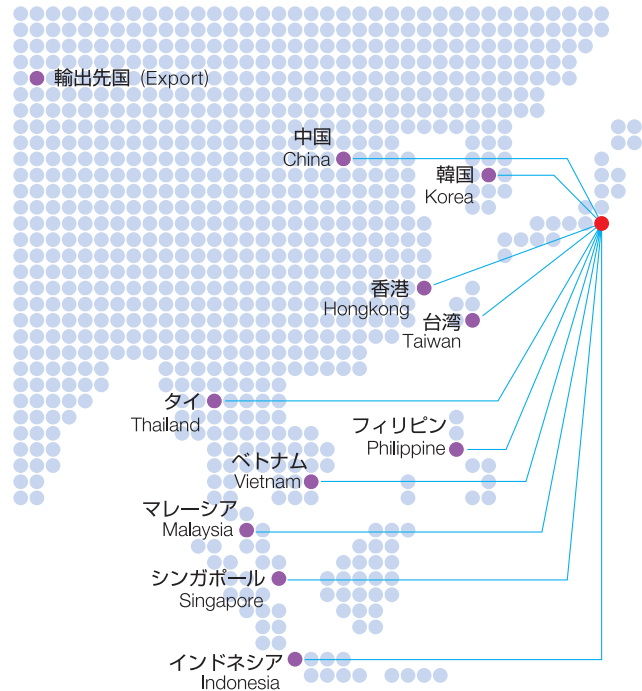 輸出先国 (Export)
中国
China
韓国
Korea
香港
Hongkong
台湾
Taiwan
タイ
Thailand
フィリピン
Philippine
ベトナム
Vietnam
マレーシア
Malaysia
シンガポール
Singapore
インドネシア
Indonesia